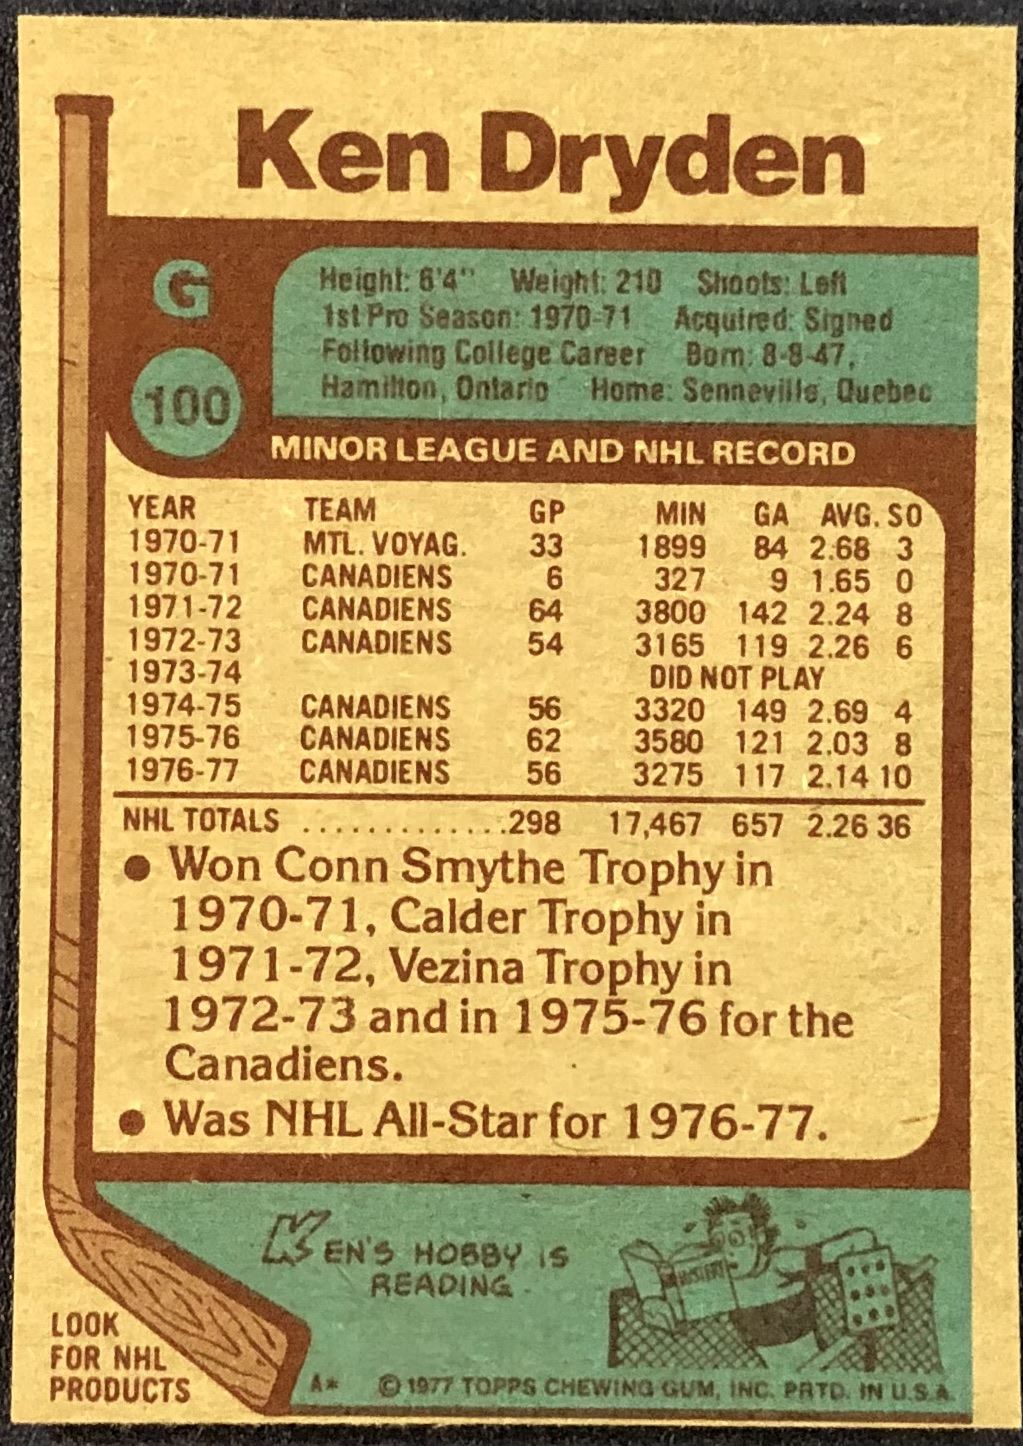 Ken Dryden
G
100
Height: 6'4" Weight: 210 Shoots: Left
1st Pro Season: 1970-71 Acquired: Signed
Following College Career Born: 8-8-47,
Hamilton, Ontario Home: Senneville, Quebec
MINOR LEAGUE AND NHL RECORD
YEAR TEAM GP MIN GA AVG. SO
1970-71 MTL. VOYAG. 33 1899 84 2.68 3
1970-71 CANADIENS 6 327 9 1.65 0
1971-72 CANADIENS 64 3800 142 2.24 8
1972-73 CANADIENS 54 3165 119 2.26 6
1973-74 DID NOT PLAY
1974-75 CANADIENS 56 3320 149 2.69 4
1975-76 CANADIENS 62 3580 121 2.03 8
1976-77 CANADIENS 56 3275 117 2.14 10
NHL TOTALS .............298 17,467 657 2.26 36
● Won Conn Smythe Trophy in
1970-71, Calder Trophy in
1971-72, Vezina Trophy in
1972-73 and in 1975-76 for the
Canadiens.
● Was NHL All-Star for 1976-77.
KEN'S HOBBY IS
READING.
MYSTERY
LOOK
FOR NHL
PRODUCTS
A* © 1977 TOPPS CHEWING GUM, INC. PRTD. IN U.S.A.